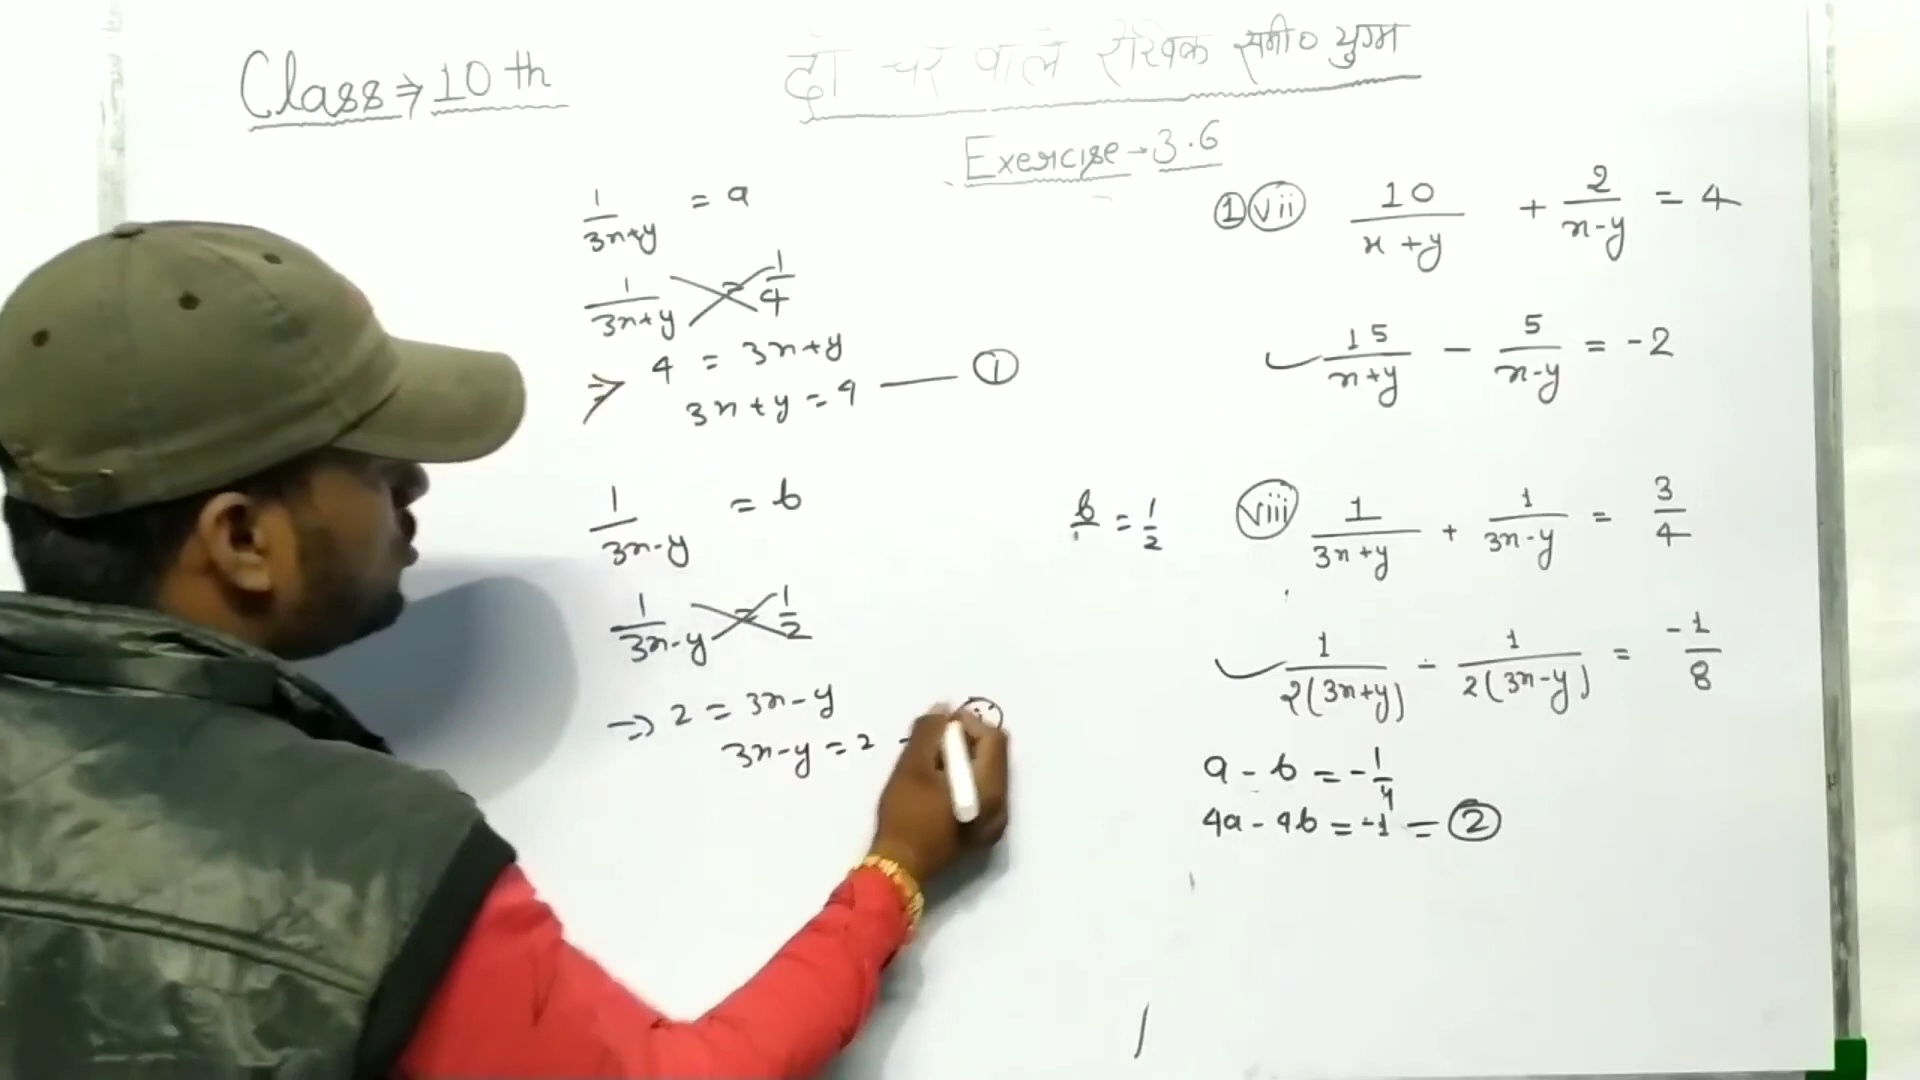 Class ⇒ 10 th
दो चर वाले रैखिक समी० युग्म
Exercise - 3.6
1/(3x+y) = a
1/(3x+y) = 1/4
⇒ 4 = 3x+y
3x+y = 4 —— (i)
1/(3x-y) = b
1/(3x-y) = 1/2
⇒ 2 = 3x-y
3x-y = 2 -
b = 1/2
(1) (vii) 10/(x+y) + 2/(x-y) = 4
✓ 15/(x+y) - 5/(x-y) = -2
(viii) 1/(3x+y) + 1/(3x-y) = 3/4
✓ 1/(2(3x+y)) - 1/(2(3x-y)) = -1/8
a - b = -1/4
4a - 4b = -1 = (2)